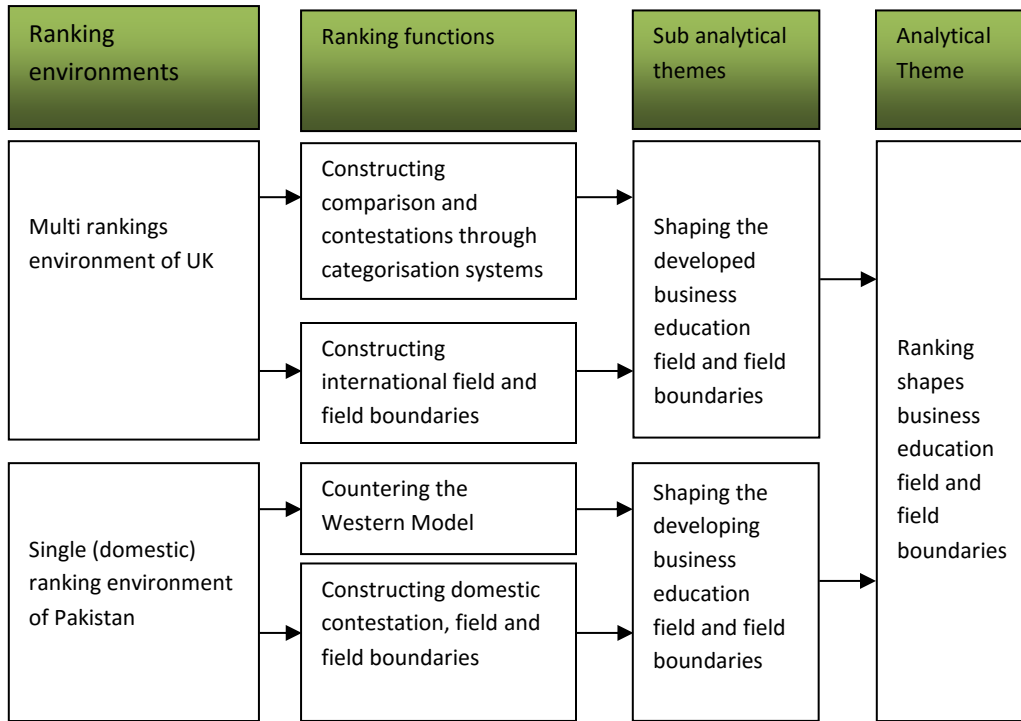 Ranking
environments
Ranking functions
Sub analytical
themes
Analytical
Theme
Multi rankings
environment of UK
Constructing
comparison and
contestations through
categorisation systems
Constructing
international field and
field boundaries
Shaping the
developed
business
education
field and field
boundaries
Single (domestic)
ranking environment
of Pakistan
Countering the
Western Model
Constructing domestic
contestation, field and
field boundaries
Shaping the
developing
business
education
field and field
boundaries
Ranking
shapes
business
education
field and
field
boundaries